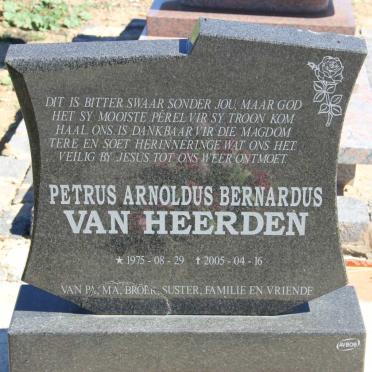 DIT IS BITTER SWAAR SONDER JOU, MAAR GOD
HET SY MOOISTE PÊREL VIR SY TROON KOM
HAAL. ONS IS DANKBAAR VIR DIE MAGDOM
TERE EN SOET HERINNERINGE WAT ONS HET.
VEILIG BY JESUS TOT ONS WEER ONTMOET.
PETRUS ARNOLDUS BERNARDUS
VAN HEERDEN
★ 1975 - 08 - 29 ✝ 2005 - 04 - 16
VAN PA, MA, BROER, SUSTER, FAMILIE EN VRIENDE
AVBOB